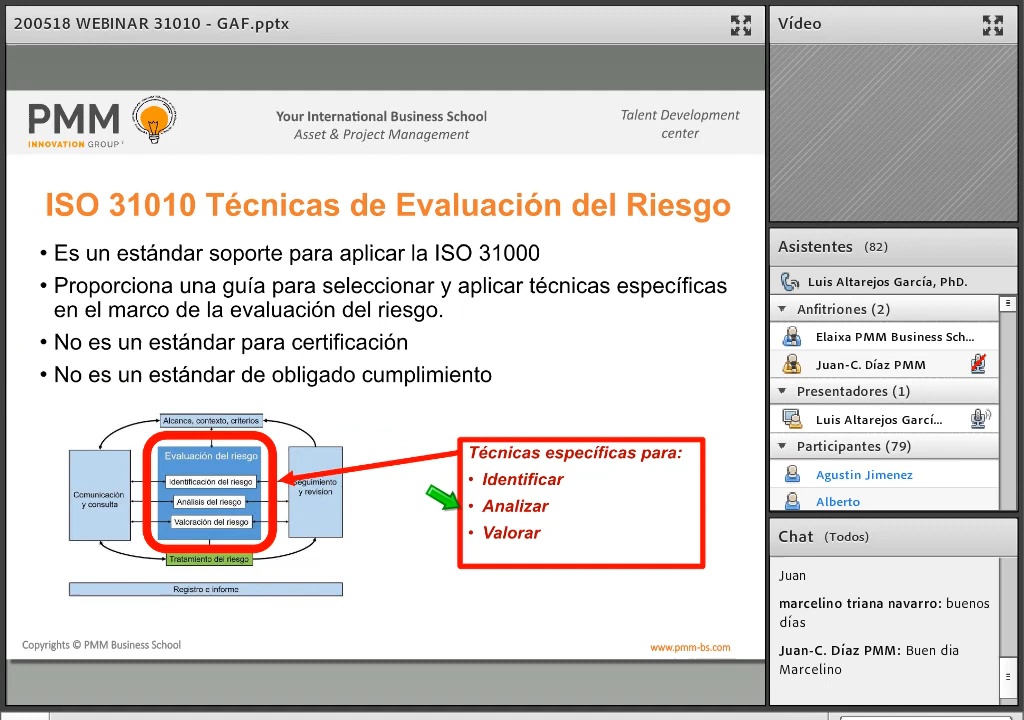 200518 WEBINAR 31010 - GAF.pptx
PMM
INNOVATION GROUP
Your International Business School
Asset & Project Management
Talent Development
center
ISO 31010 Técnicas de Evaluación del Riesgo
• Es un estándar soporte para aplicar la ISO 31000
• Proporciona una guía para seleccionar y aplicar técnicas específicas
en el marco de la evaluación del riesgo.
• No es un estándar para certificación
• No es un estándar de obligado cumplimiento
Alcance, contexto, criterios
Evaluación del riesgo
Identificación del riesgo
Análisis del riesgo
Valoración del riesgo
Comunicación
y consulta
eguimiento
y revision
Tratamiento del riesgo
Registro e informe
Técnicas específicas para:
• Identificar
• Analizar
• Valorar
Copyrights © PMM Business School
www.pmm-bs.com
Vídeo
Asistentes (82)
Luis Altarejos García, PhD.
Anfitriones (2)
Elaixa PMM Business Sch...
Juan-C. Díaz PMM
Presentadores (1)
Luis Altarejos Garcí...
Participantes (79)
Agustin Jimenez
Alberto
Chat (Todos)
Juan
marcelino triana navarro: buenos
días
Juan-C. Díaz PMM: Buen dia
Marcelino